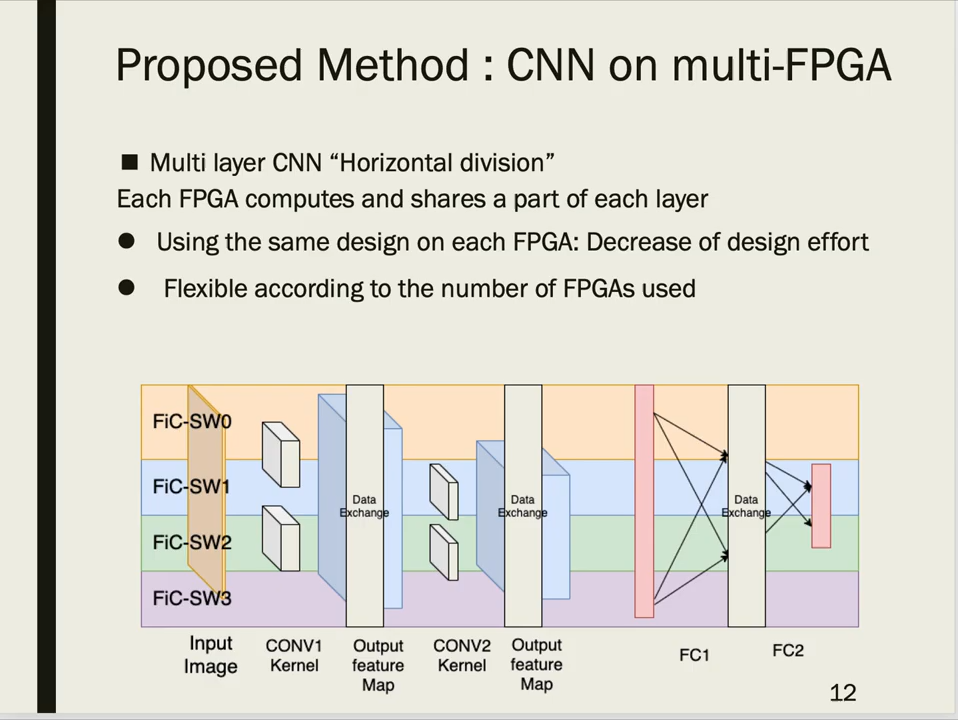 Proposed Method : CNN on multi-FPGA
Multi layer CNN “Horizontal division”
Each FPGA computes and shares a part of each layer
Using the same design on each FPGA: Decrease of design effort
Flexible according to the number of FPGAs used
FiC-SW0
FiC-SW1
FiC-SW2
FiC-SW3
Data
Exchange
Data
Exchange
Data
Exchange
Input
Image
CONV1
Kernel
Output
feature
Map
CONV2
Kernel
Output
feature
Map
FC1
FC2
12